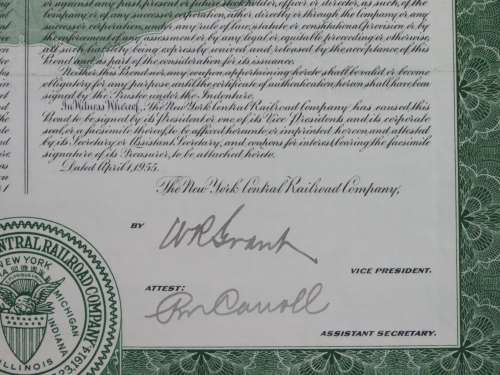 or against any past, present or future stockholder, officer or director, as such, of the
Company or of any successor corporation, either directly or through the Company or any
successor corporation, under any rule of law, statute or constitutional provision or by
the enforcement of any assessment or by any legal or equitable proceeding or otherwise,
all such liability being expressly waived and released by the acceptance of this
Bond and as part of the consideration for its issuance.
Neither this Bond nor any coupon appertaining hereto shall be valid or become
obligatory for any purpose until the certificate of authentication hereon shall have been
signed by the Trustee under the Indenture.
In Witness Whereof, The New York Central Railroad Company has caused this
Bond to be signed by its President or one of its Vice Presidents, and its corporate
seal, or a facsimile thereof, to be affixed hereunto or imprinted hereon and attested
by its Secretary or an Assistant Secretary, and coupons for interest, bearing the facsimile
signature of its Treasurer, to be attached hereto.
Dated April 1, 1955.
The New York Central Railroad Company,
BY
W R Grant
VICE PRESIDENT.
ATTEST:
Carroll
ASSISTANT SECRETARY.
CENTRAL RAILROAD COMPANY
NEW YORK
MICHIGAN
INDIANA
ILLINOIS
23, 1914